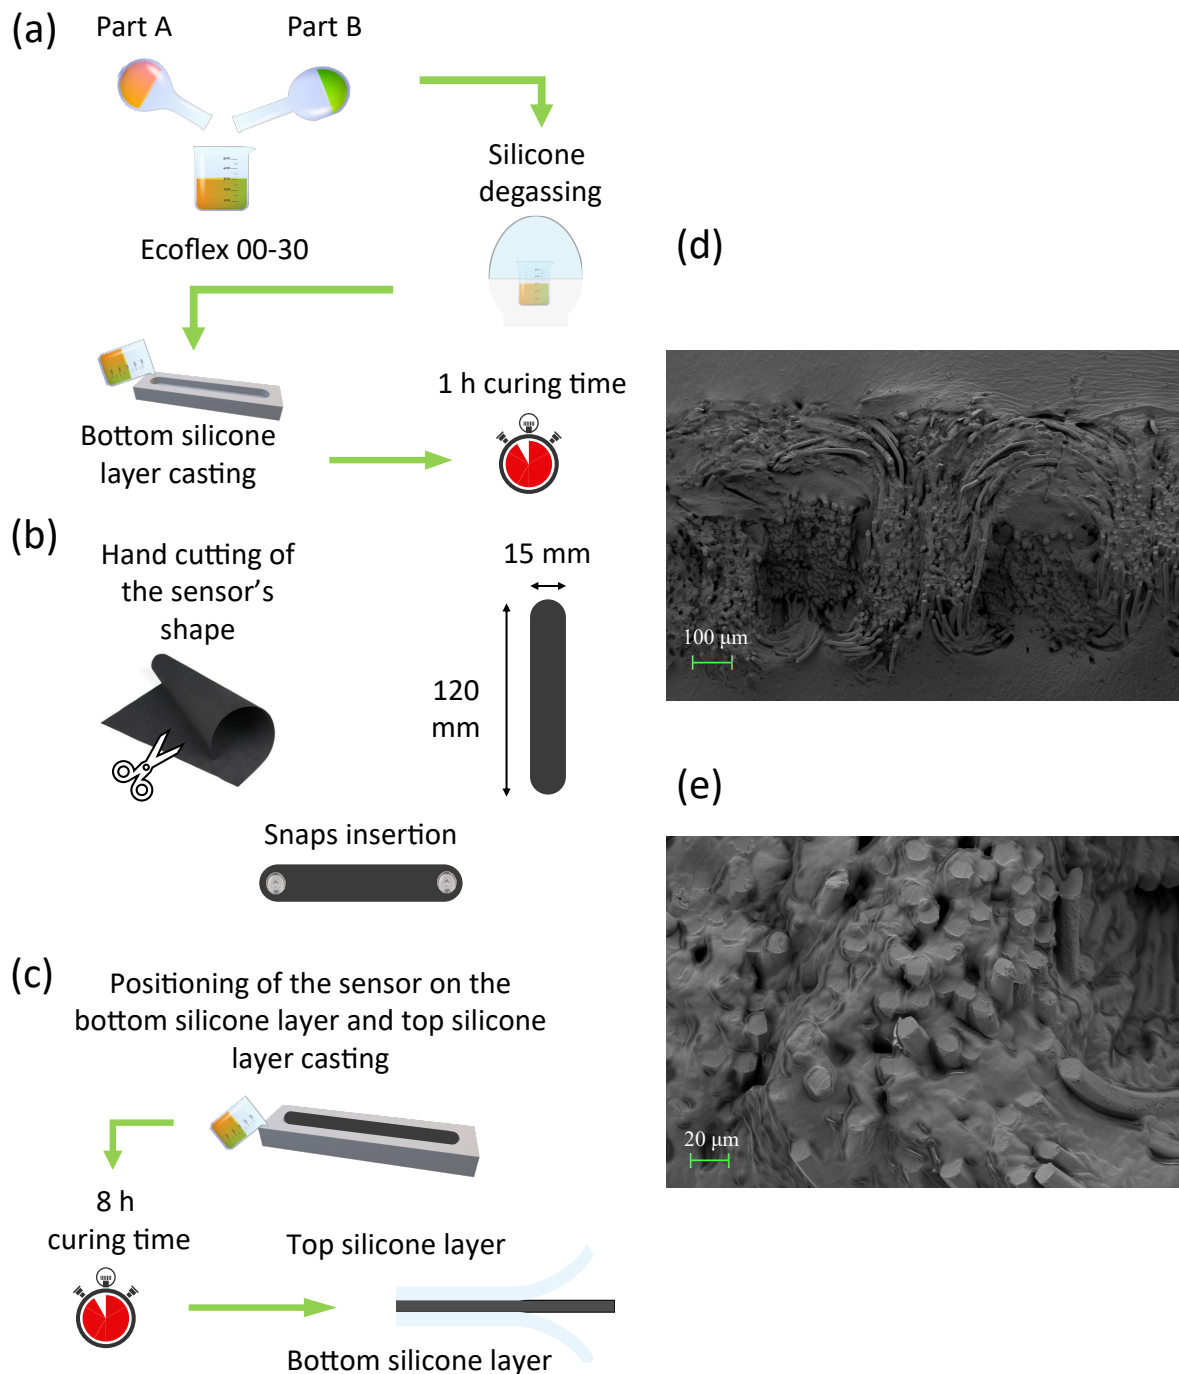 (a)
Part A
Part B
Silicone
degassing
Ecoflex 00-30
Bottom silicone
layer casting
1 h curing time
(b)
Hand cutting of
the sensor's
shape
15 mm
120
mm
Snaps insertion
(c)
Positioning of the sensor on the
bottom silicone layer and top silicone
layer casting
8 h
curing time
Top silicone layer
Bottom silicone layer
(d)
100 µm
(e)
20 µm